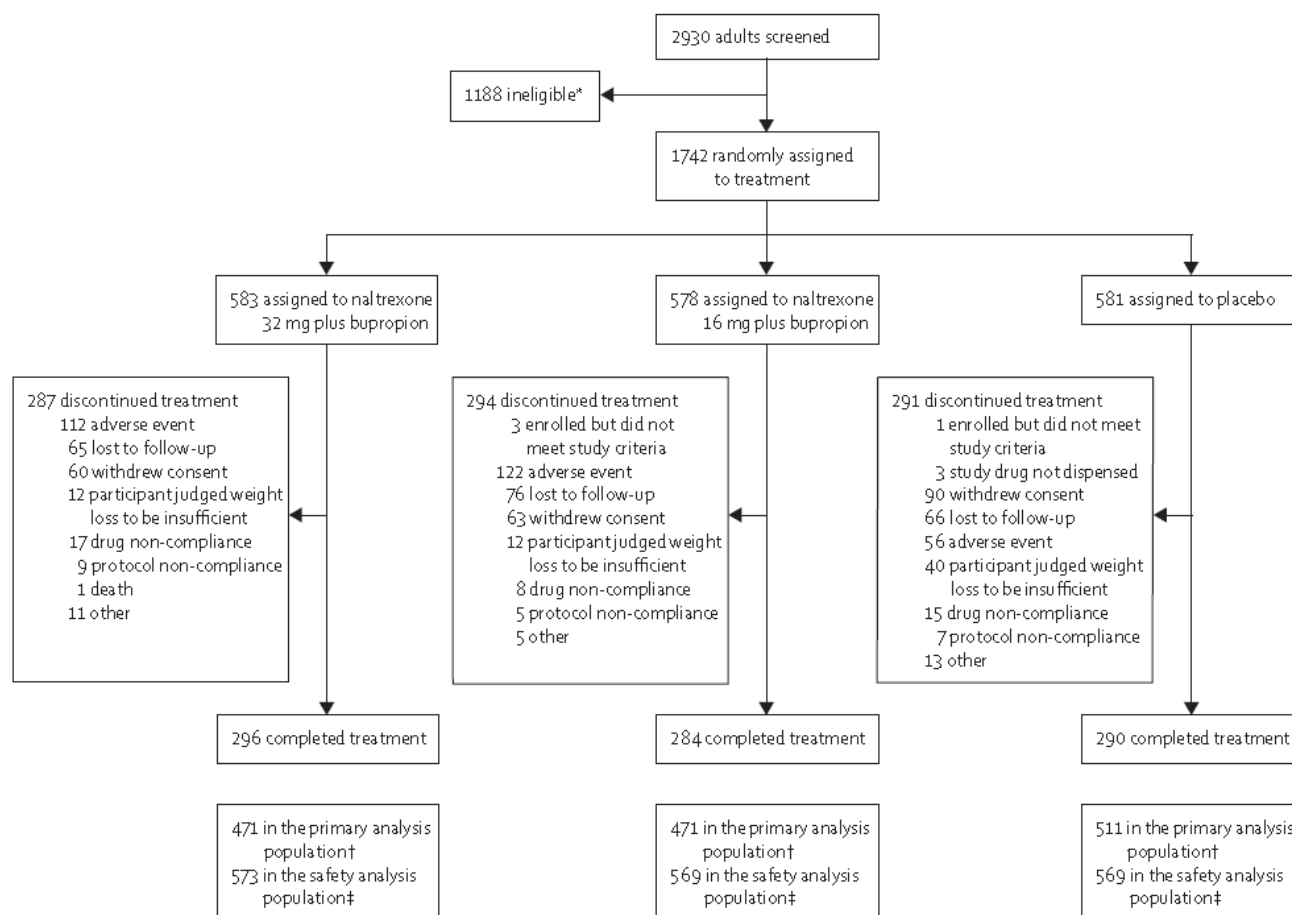 2930 adults screened
1188 ineligible*
1742 randomly assigned
to treatment
583 assigned to naltrexone
32 mg plus bupropion
578 assigned to naltrexone
16 mg plus bupropion
581 assigned to placebo
287 discontinued treatment
112 adverse event
65 lost to follow-up
60 withdrew consent
12 participant judged weight
loss to be insufficient
17 drug non-compliance
9 protocol non-compliance
1 death
11 other
294 discontinued treatment
3 enrolled but did not
meet study criteria
122 adverse event
76 lost to follow-up
63 withdrew consent
12 participant judged weight
loss to be insufficient
8 drug non-compliance
5 protocol non-compliance
5 other
291 discontinued treatment
1 enrolled but did not meet
study criteria
3 study drug not dispensed
90 withdrew consent
66 lost to follow-up
56 adverse event
40 participant judged weight
loss to be insufficient
15 drug non-compliance
7 protocol non-compliance
13 other
296 completed treatment
284 completed treatment
290 completed treatment
471 in the primary analysis
population†
573 in the safety analysis
population‡
471 in the primary analysis
population†
569 in the safety analysis
population‡
511 in the primary analysis
population†
569 in the safety analysis
population‡